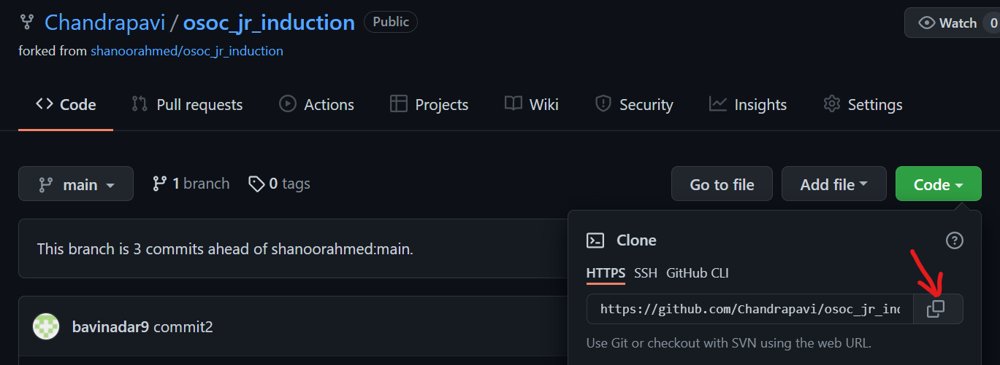 Chandrapavi / osoc_jr_induction Public
Watch 0
forked from shanoorahmed/osoc_jr_induction
Code Pull requests Actions Projects Wiki Security Insights Settings
main 1 branch 0 tags Go to file Add file Code
This branch is 3 commits ahead of shanoorahmed:main.
Clone
HTTPS SSH GitHub CLI
https://github.com/Chandrapavi/osoc_jr_in
Use Git or checkout with SVN using the web URL.
bavinadar9 commit2